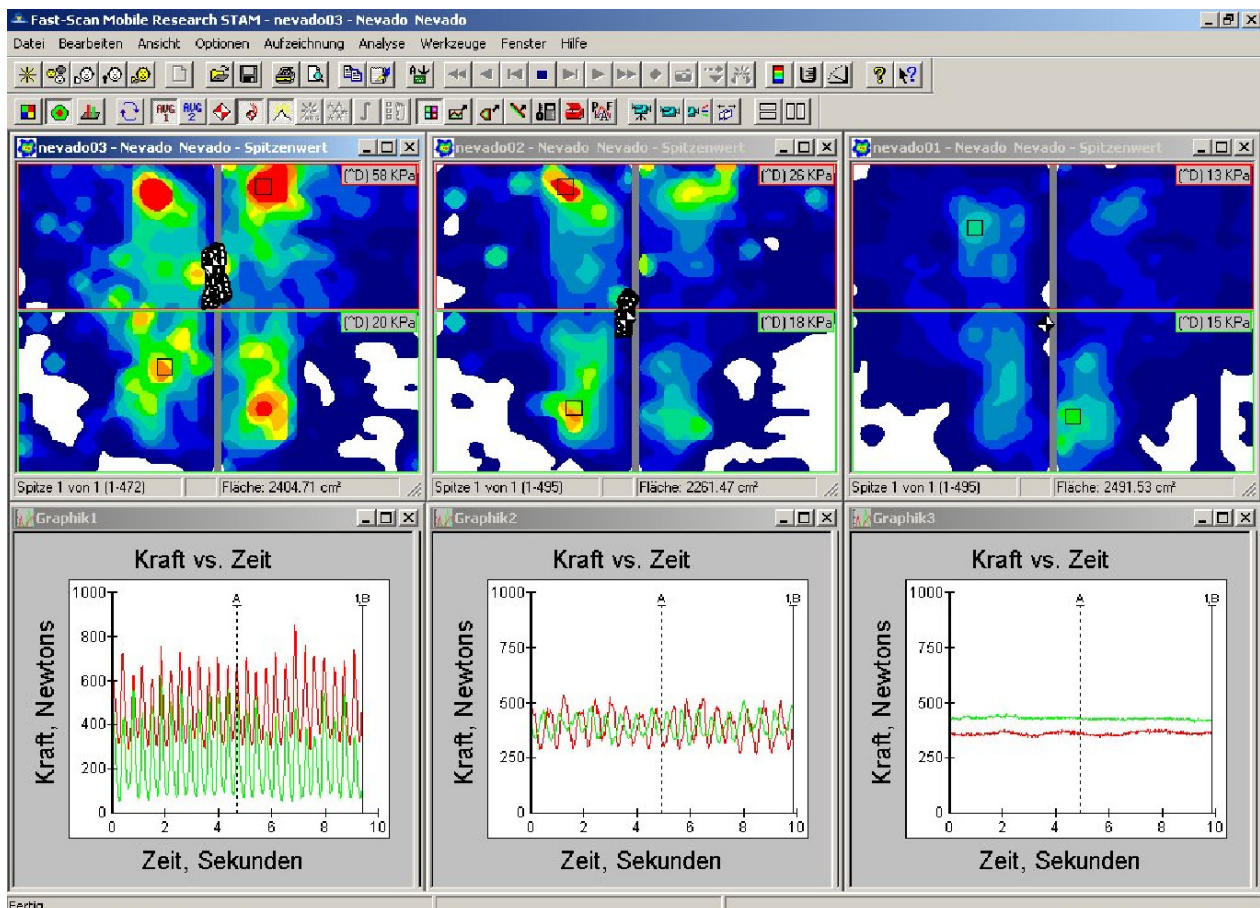 Fast-Scan Mobile Research STAM - nevado03 - Nevado Nevado
Datei Bearbeiten Ansicht Optionen Aufzeichnung Analyse Werkzeuge Fenster Hilfe
AUG 1 AUG 2
nevado03 - Nevado Nevado - Spitzenwert
(^D) 58 KPa
(^D) 20 KPa
Spitze 1 von 1 (1-472) Fläche: 2404.71 cm²
nevado02 - Nevado Nevado - Spitzenwert
(^D) 26 KPa
(^D) 18 KPa
Spitze 1 von 1 (1-495) Fläche: 2261.47 cm²
nevado01 - Nevado Nevado - Spitzenwert
(^D) 13 KPa
(^D) 15 KPa
Spitze 1 von 1 (1-495) Fläche: 2491.53 cm²
Graphik1
Kraft vs. Zeit
Kraft, Newtons
1000
800
600
400
200
0
A 1,B
0 2 4 6 8 10
Zeit, Sekunden
Graphik2
Kraft vs. Zeit
Kraft, Newtons
1000
750
500
250
0
A 1,B
0 2 4 6 8 10
Zeit, Sekunden
Graphik3
Kraft vs. Zeit
Kraft, Newtons
1000
750
500
250
0
A 1,B
0 2 4 6 8 10
Zeit, Sekunden
Fertig